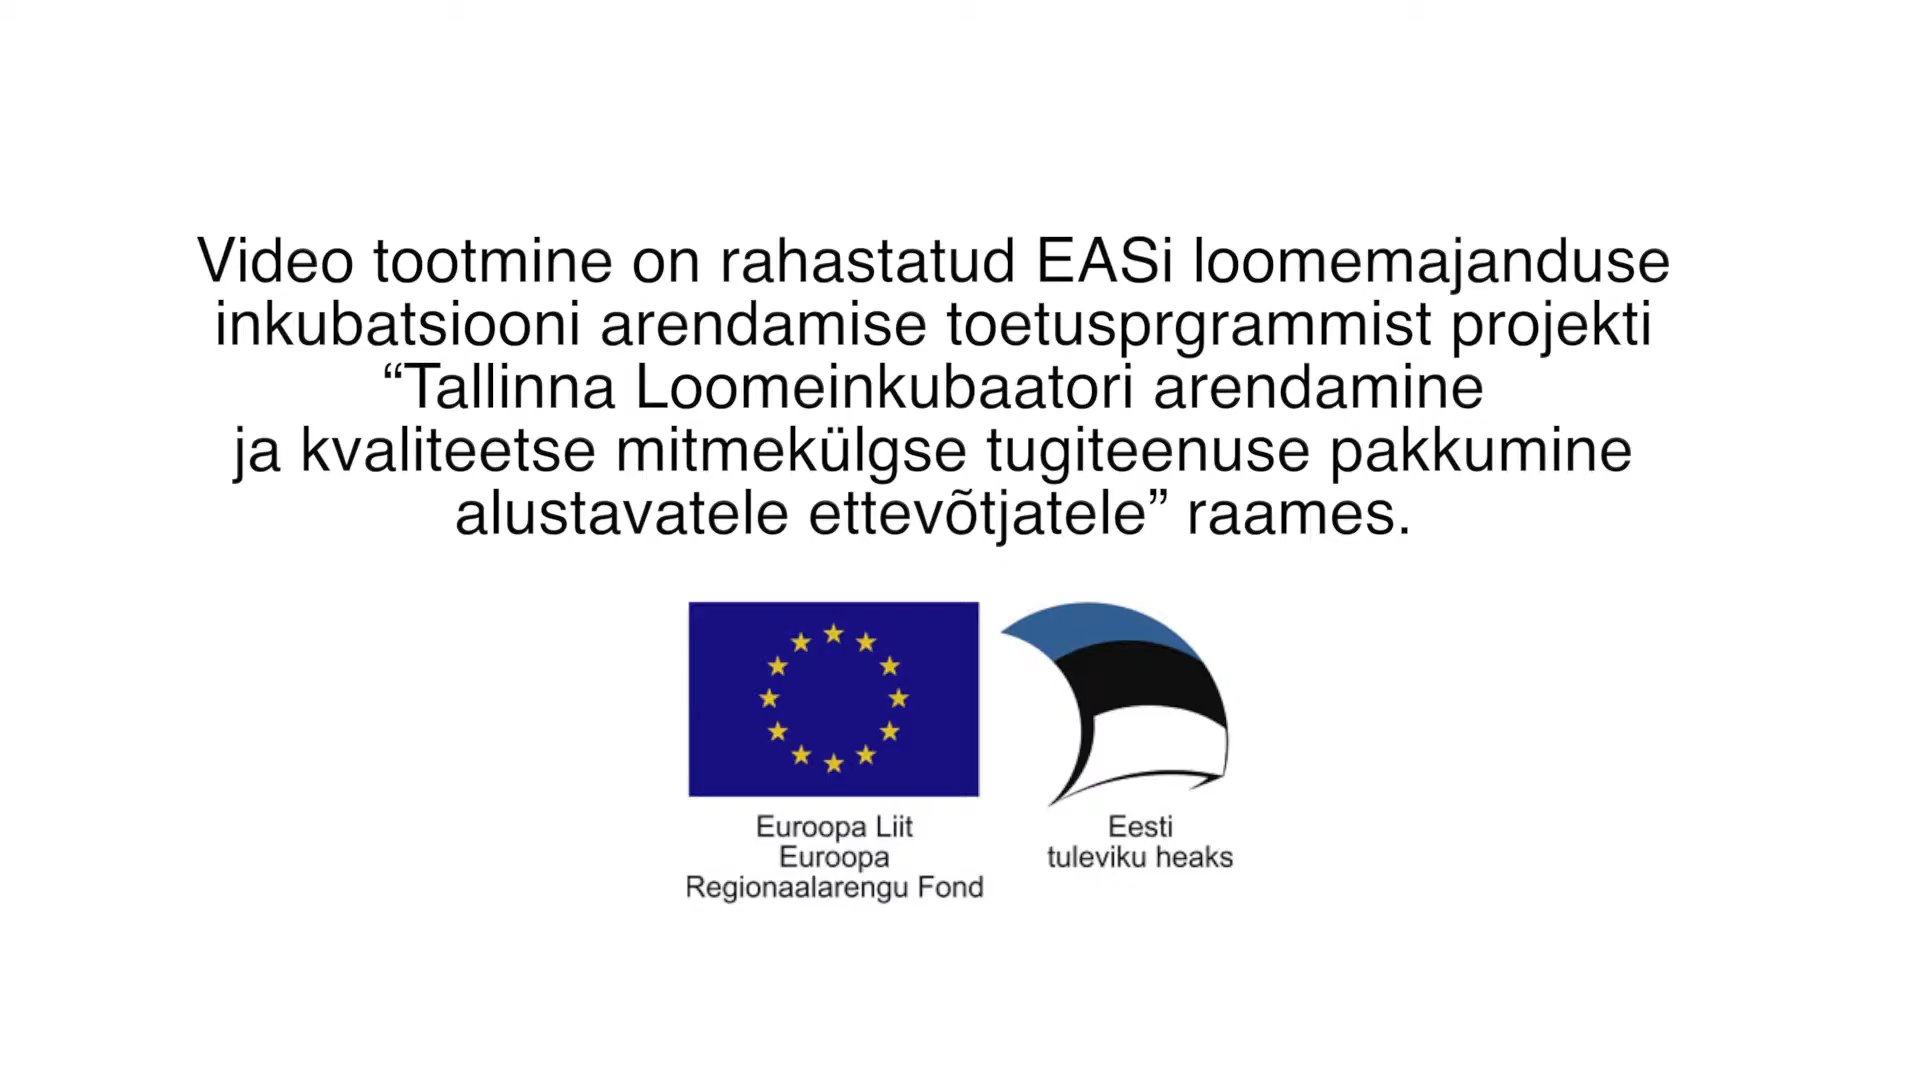 Video tootmine on rahastatud EASi loomemajanduse
inkubatsiooni arendamise toetusprgrammist projekti
“Tallinna Loomeinkubaatori arendamine
ja kvaliteetse mitmekülgse tugiteenuse pakkumine
alustavatele ettevõtjatele” raames.
Euroopa Liit
Euroopa
Regionaalarengu Fond
Eesti
tuleviku heaks